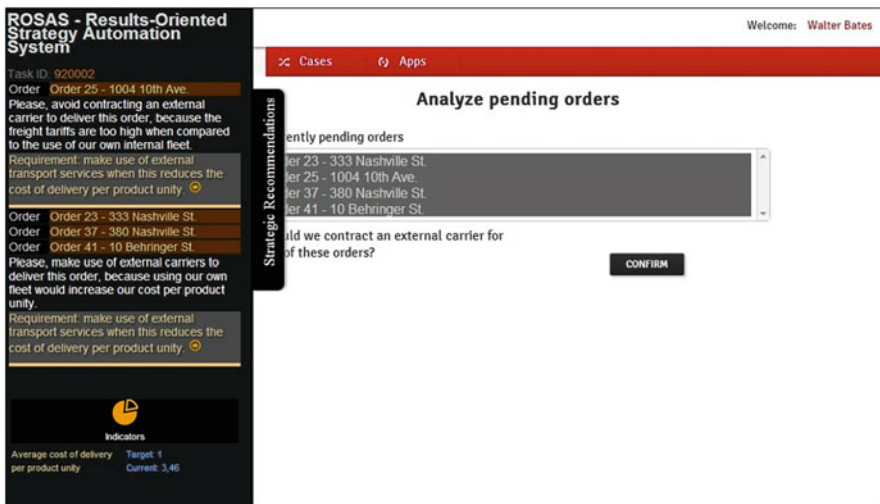 ROSAS - Results-Oriented
Strategy Automation
System
Task ID: 920002
Order Order 25 - 1004 10th Ave.
Please, avoid contracting an external
carrier to deliver this order, because the
freight tariffs are too high when compared
to the use of our own internal fleet.
Requirement: make use of external
transport services when this reduces the
cost of delivery per product unity.
Order Order 23 - 333 Nashville St.
Order Order 37 - 380 Nashville St.
Order Order 41 - 10 Behringer St.
Please, make use of external carriers to
deliver this order, because using our own
fleet would increase our cost per product
unity.
Requirement: make use of external
transport services when this reduces the
cost of delivery per product unity.
Indicators
Average cost of delivery
per product unity
Target: 1
Current: 3,46
Strategic Recommendations
Welcome: Walter Bates
Cases Apps
Analyze pending orders
ently pending orders
der 23 - 333 Nashville St.
der 25 - 1004 10th Ave.
der 37 - 380 Nashville St.
der 41 - 10 Behringer St.
uld we contract an external carrier for
of these orders?
CONFIRM